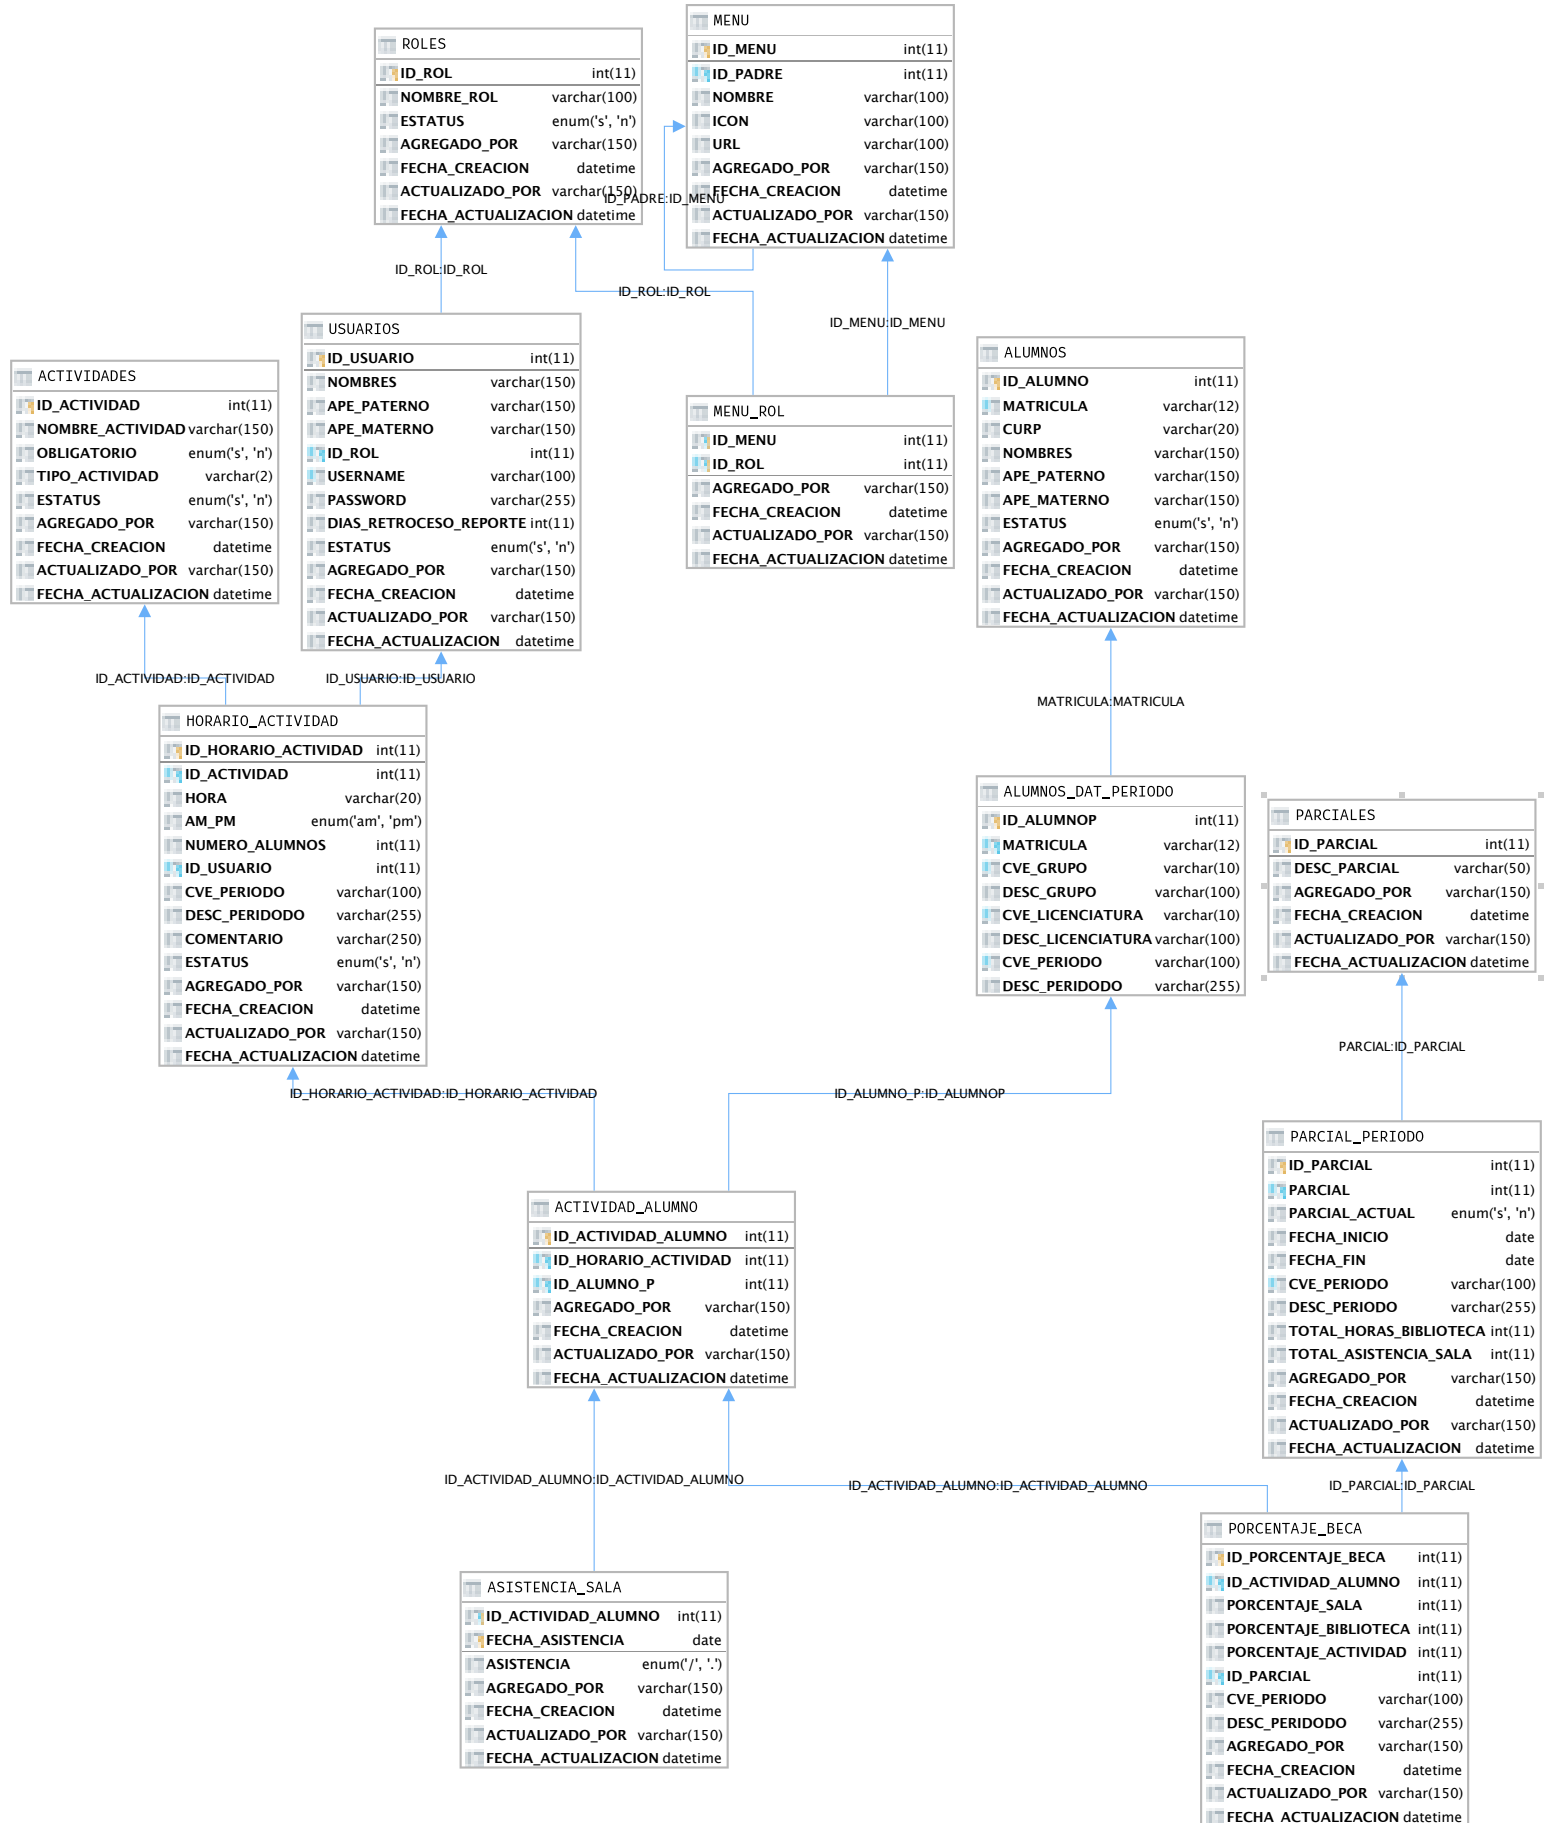 MENU
ID_MENU int(11)
ID_PADRE int(11)
NOMBRE varchar(100)
ICON varchar(100)
URL varchar(100)
AGREGADO_POR varchar(150)
FECHA_CREACION datetime
ACTUALIZADO_POR varchar(150)
FECHA_ACTUALIZACION datetime
ROLES
ID_ROL int(11)
NOMBRE_ROL varchar(100)
ESTATUS enum('s', 'n')
AGREGADO_POR varchar(150)
FECHA_CREACION datetime
ACTUALIZADO_POR varchar(150)
FECHA_ACTUALIZACION datetime
ID_PADRE:ID_MENU
ID_ROL:ID_ROL
ID_ROL:ID_ROL
ID_MENU:ID_MENU
USUARIOS
ID_USUARIO int(11)
NOMBRES varchar(150)
APE_PATERNO varchar(150)
APE_MATERNO varchar(150)
ID_ROL int(11)
USERNAME varchar(100)
PASSWORD varchar(255)
DIAS_RETROCESO_REPORTE int(11)
ESTATUS enum('s', 'n')
AGREGADO_POR varchar(150)
FECHA_CREACION datetime
ACTUALIZADO_POR varchar(150)
FECHA_ACTUALIZACION datetime
ALUMNOS
ID_ALUMNO int(11)
MATRICULA varchar(12)
CURP varchar(20)
NOMBRES varchar(150)
APE_PATERNO varchar(150)
APE_MATERNO varchar(150)
ESTATUS enum('s', 'n')
AGREGADO_POR varchar(150)
FECHA_CREACION datetime
ACTUALIZADO_POR varchar(150)
FECHA_ACTUALIZACION datetime
ACTIVIDADES
ID_ACTIVIDAD int(11)
NOMBRE_ACTIVIDAD varchar(150)
OBLIGATORIO enum('s', 'n')
TIPO_ACTIVIDAD varchar(2)
ESTATUS enum('s', 'n')
AGREGADO_POR varchar(150)
FECHA_CREACION datetime
ACTUALIZADO_POR varchar(150)
FECHA_ACTUALIZACION datetime
MENU_ROL
ID_MENU int(11)
ID_ROL int(11)
AGREGADO_POR varchar(150)
FECHA_CREACION datetime
ACTUALIZADO_POR varchar(150)
FECHA_ACTUALIZACION datetime
ID_ACTIVIDAD:ID_ACTIVIDAD
ID_USUARIO:ID_USUARIO
MATRICULA:MATRICULA
HORARIO_ACTIVIDAD
ID_HORARIO_ACTIVIDAD int(11)
ID_ACTIVIDAD int(11)
HORA varchar(20)
AM_PM enum('am', 'pm')
NUMERO_ALUMNOS int(11)
ID_USUARIO int(11)
CVE_PERIODO varchar(100)
DESC_PERIDODO varchar(255)
COMENTARIO varchar(250)
ESTATUS enum('s', 'n')
AGREGADO_POR varchar(150)
FECHA_CREACION datetime
ACTUALIZADO_POR varchar(150)
FECHA_ACTUALIZACION datetime
ALUMNOS_DAT_PERIODO
ID_ALUMNOP int(11)
MATRICULA varchar(12)
CVE_GRUPO varchar(10)
DESC_GRUPO varchar(100)
CVE_LICENCIATURA varchar(10)
DESC_LICENCIATURA varchar(100)
CVE_PERIODO varchar(100)
DESC_PERIDODO varchar(255)
PARCIALES
ID_PARCIAL int(11)
DESC_PARCIAL varchar(50)
AGREGADO_POR varchar(150)
FECHA_CREACION datetime
ACTUALIZADO_POR varchar(150)
FECHA_ACTUALIZACION datetime
PARCIAL:ID_PARCIAL
ID_HORARIO_ACTIVIDAD:ID_HORARIO_ACTIVIDAD
ID_ALUMNO_P:ID_ALUMNOP
PARCIAL_PERIODO
ID_PARCIAL int(11)
PARCIAL int(11)
PARCIAL_ACTUAL enum('s', 'n')
FECHA_INICIO date
FECHA_FIN date
CVE_PERIODO varchar(100)
DESC_PERIODO varchar(255)
TOTAL_HORAS_BIBLIOTECA int(11)
TOTAL_ASISTENCIA_SALA int(11)
AGREGADO_POR varchar(150)
FECHA_CREACION datetime
ACTUALIZADO_POR varchar(150)
FECHA_ACTUALIZACION datetime
ACTIVIDAD_ALUMNO
ID_ACTIVIDAD_ALUMNO int(11)
ID_HORARIO_ACTIVIDAD int(11)
ID_ALUMNO_P int(11)
AGREGADO_POR varchar(150)
FECHA_CREACION datetime
ACTUALIZADO_POR varchar(150)
FECHA_ACTUALIZACION datetime
ID_ACTIVIDAD_ALUMNO:ID_ACTIVIDAD_ALUMNO
ID_ACTIVIDAD_ALUMNO:ID_ACTIVIDAD_ALUMNO
ID_PARCIAL:ID_PARCIAL
PORCENTAJE_BECA
ID_PORCENTAJE_BECA int(11)
ID_ACTIVIDAD_ALUMNO int(11)
PORCENTAJE_SALA int(11)
PORCENTAJE_BIBLIOTECA int(11)
PORCENTAJE_ACTIVIDAD int(11)
ID_PARCIAL int(11)
CVE_PERIODO varchar(100)
DESC_PERIDODO varchar(255)
AGREGADO_POR varchar(150)
FECHA_CREACION datetime
ACTUALIZADO_POR varchar(150)
FECHA_ACTUALIZACION datetime
ASISTENCIA_SALA
ID_ACTIVIDAD_ALUMNO int(11)
FECHA_ASISTENCIA date
ASISTENCIA enum('/', '.')
AGREGADO_POR varchar(150)
FECHA_CREACION datetime
ACTUALIZADO_POR varchar(150)
FECHA_ACTUALIZACION datetime